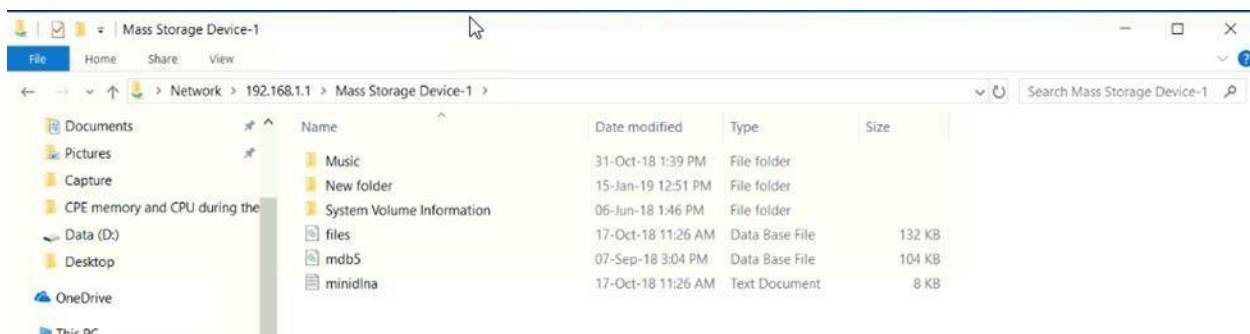 Mass Storage Device-1
File Home Share View
Network > 192.168.1.1 > Mass Storage Device-1 > Search Mass Storage Device-1
Documents
Pictures
Capture
CPE memory and CPU during the
Data (D:)
Desktop
OneDrive
This PC
Name Date modified Type Size
Music 31-Oct-18 1:39 PM File folder
New folder 15-Jan-19 12:51 PM File folder
System Volume Information 06-Jun-18 1:46 PM File folder
files 17-Oct-18 11:26 AM Data Base File 132 KB
mdb5 07-Sep-18 3:04 PM Data Base File 104 KB
minidlna 17-Oct-18 11:26 AM Text Document 8 KB